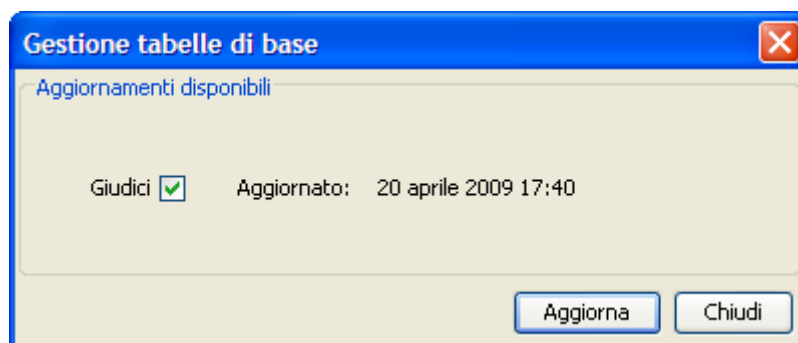 Gestione tabelle di base
Aggiornamenti disponibili
Giudici Aggiornato: 20 aprile 2009 17:40
Aggiorna Chiudi